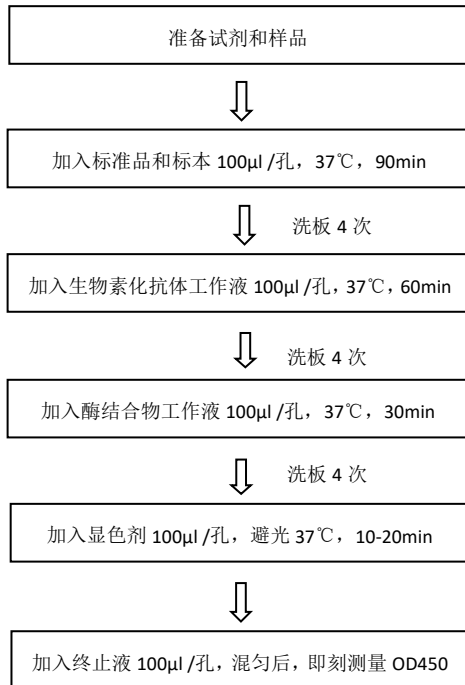 准备试剂和样品
加入标准品和标本 100μl /孔，37℃，90min
洗板 4 次
加入生物素化抗体工作液 100μl /孔，37℃，60min
洗板 4 次
加入酶结合物工作液 100μl /孔，37℃，30min
洗板 4 次
加入显色剂 100μl /孔，避光 37℃，10-20min
加入终止液 100μl /孔，混匀后，即刻测量 OD450